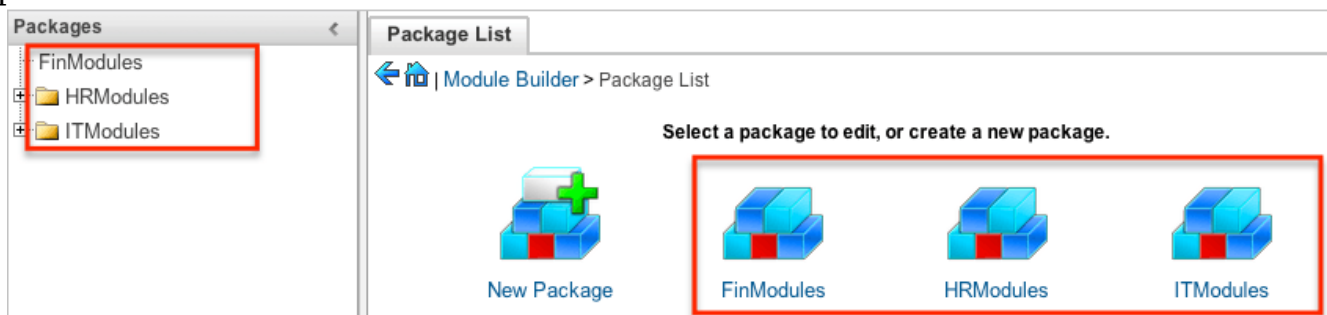 Packages
FinModules
HRModules
ITModules
Package List
| Module Builder > Package List
Select a package to edit, or create a new package.
New Package
FinModules
HRModules
ITModules